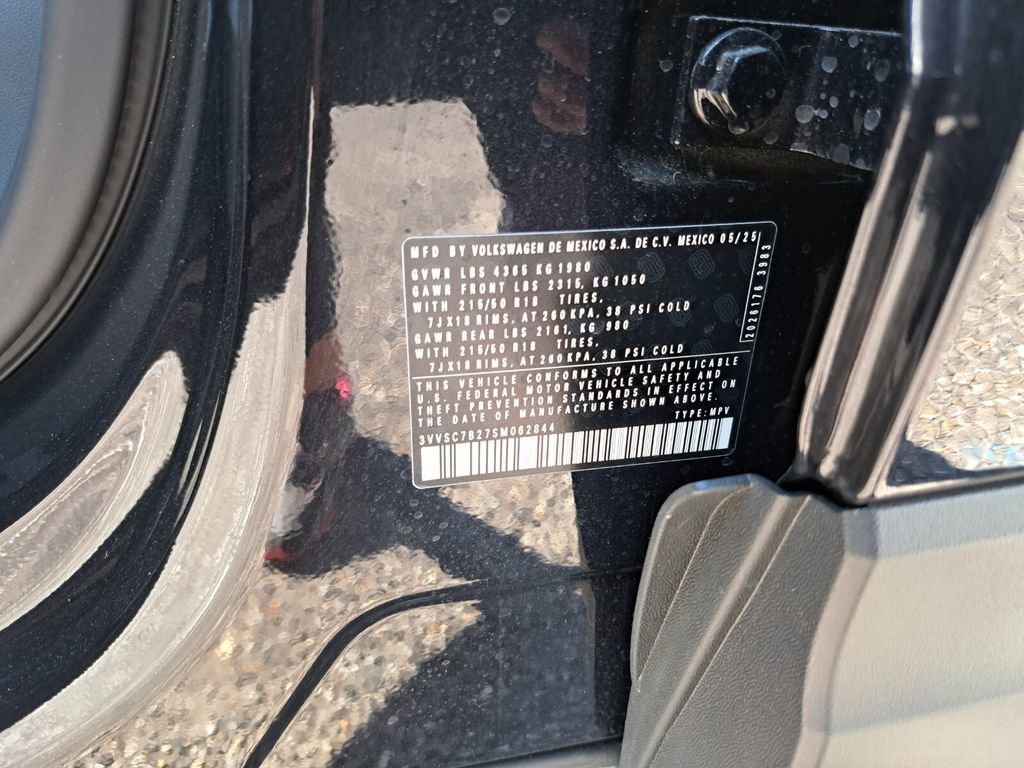 MFD BY VOLKSWAGEN DE MEXICO S.A. DE C.V. MEXICO 05/25
GVWR LBS 4365 KG 1980
GAWR FRONT LBS 2315, KG 1050
WITH 215/50 R18 TIRES,
7JX18 RIMS, AT 260 KPA, 38 PSI COLD
GAWR REAR LBS 2161, KG 980
WITH 215/50 R18 TIRES,
7JX18 RIMS, AT 260 KPA, 38 PSI COLD
THIS VEHICLE CONFORMS TO ALL APPLICABLE
U.S. FEDERAL MOTOR VEHICLE SAFETY AND
THEFT PREVENTION STANDARDS IN EFFECT ON
THE DATE OF MANUFACTURE SHOWN ABOVE.
TYPE: MPV
3VVSC7B27SM062844
2026176 3983